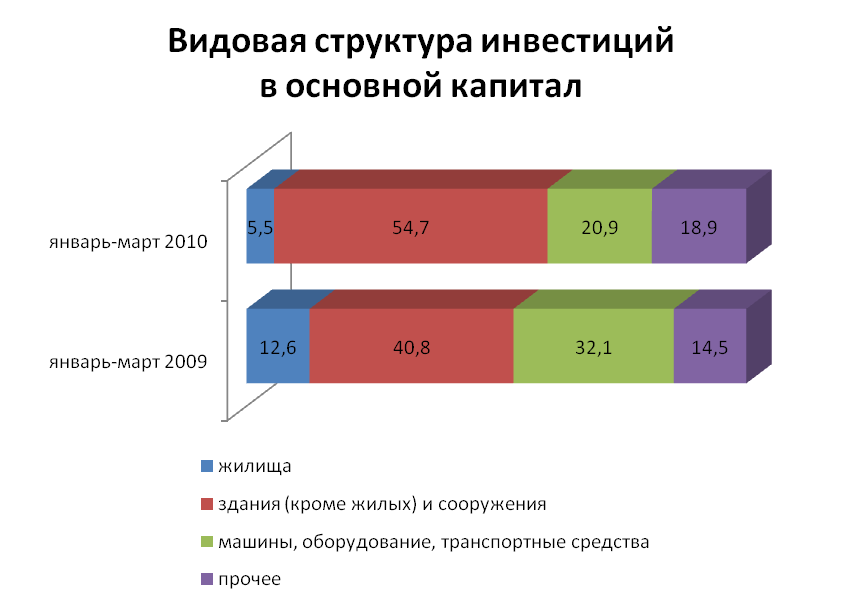 Видовая структура инвестиций
в основной капитал
январь-март 2010
5,5 54,7 20,9 18,9
январь-март 2009
12,6 40,8 32,1 14,5
жилища
здания (кроме жилых) и сооружения
машины, оборудование, транспортные средства
прочее